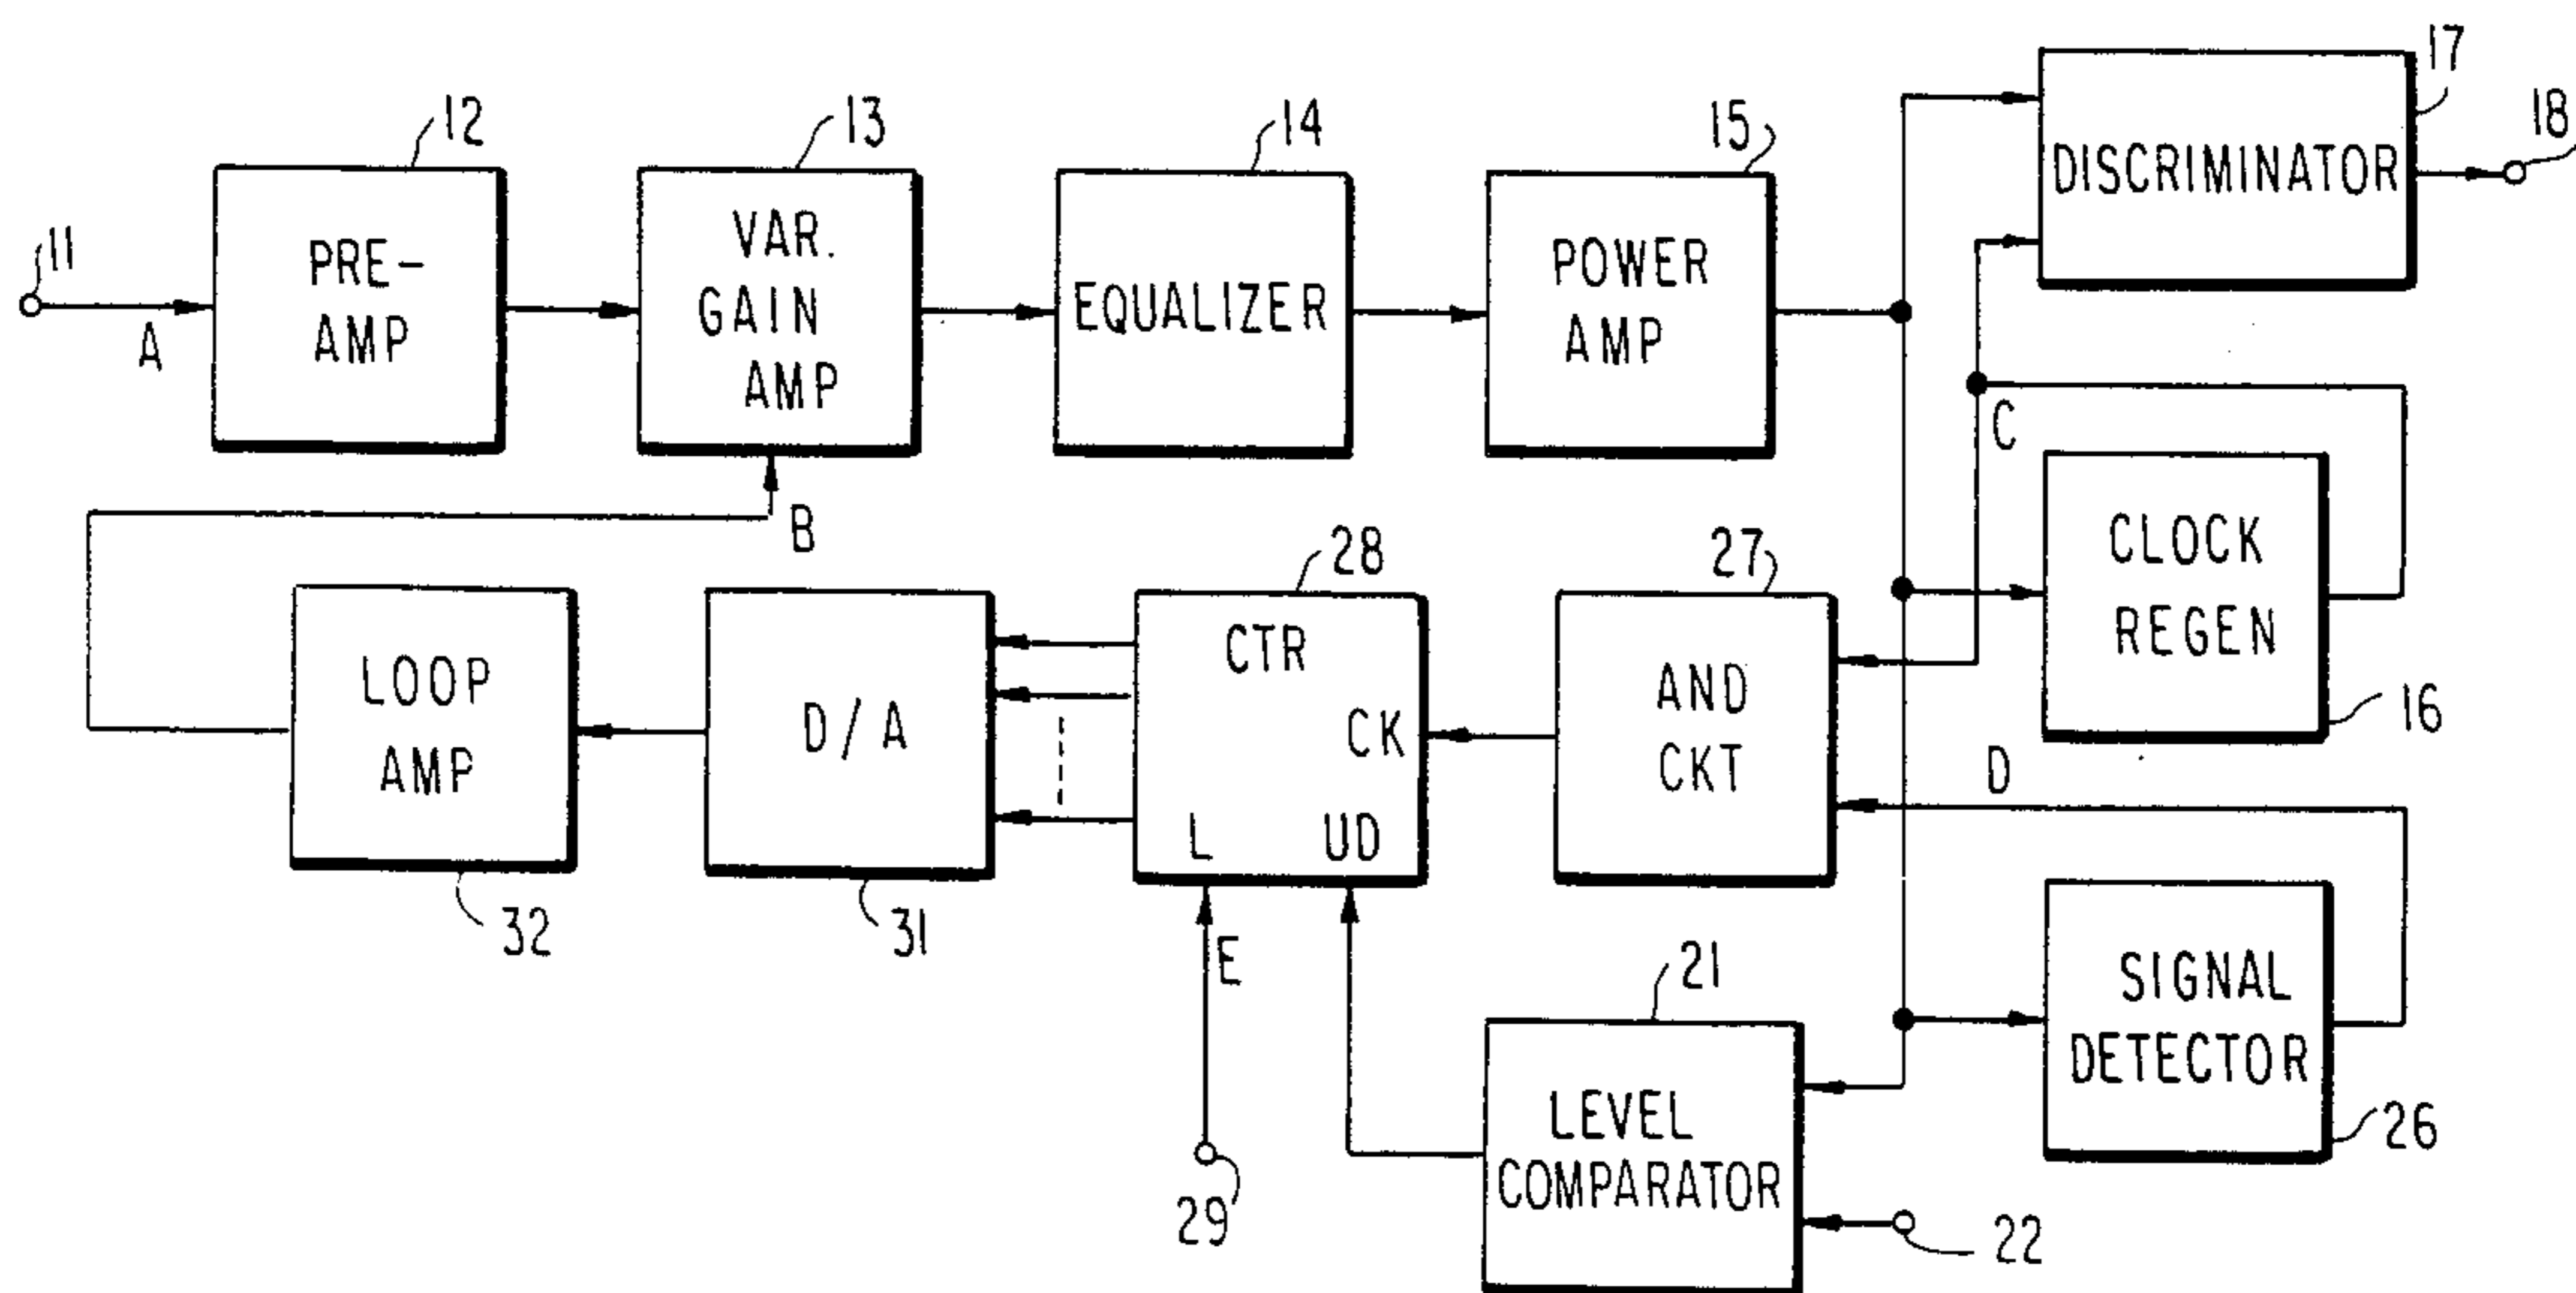 17
12
13
14
15
18
DISCRIMINATOR
11
PRE-
AMP
VAR.
GAIN
AMP
EQUALIZER
POWER
AMP
A
C
B
28
27
CLOCK
REGEN
16
LOOP
AMP
D/A
CTR
CK
L
UD
AND
CKT
D
32
31
E
21
SIGNAL
DETECTOR
26
LEVEL
COMPARATOR
29
22